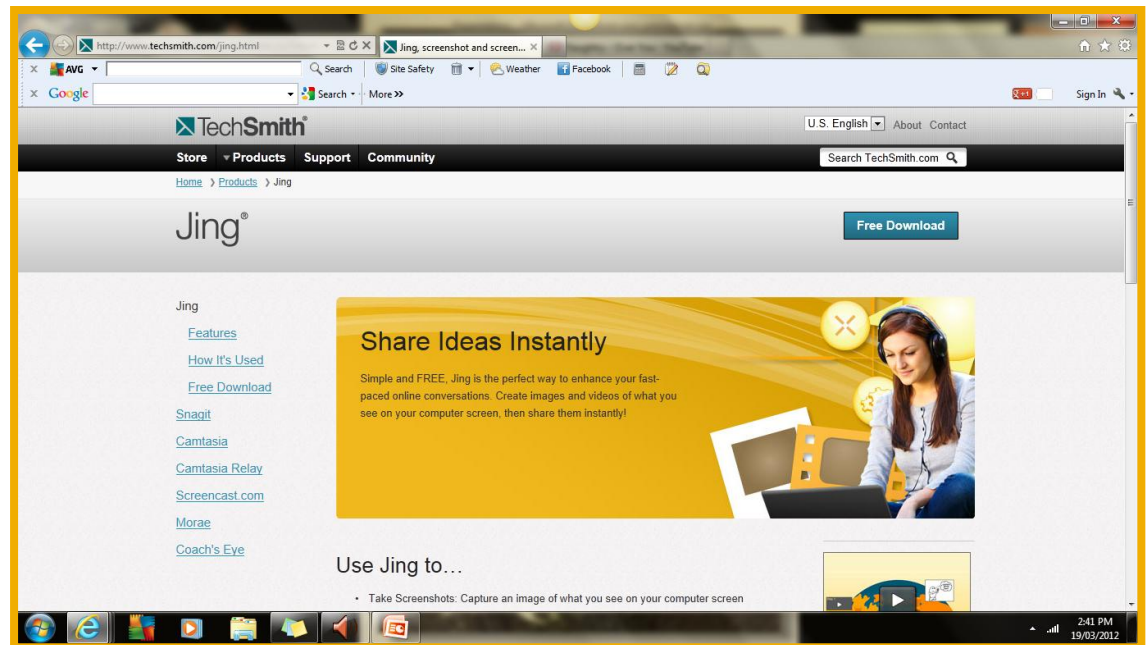 http://www.techsmith.com/jing.html
Jing, screenshot and screen...
AVG
Search
Site Safety
Weather
Facebook
Google
Search
More >>
Sign In
TechSmith®
U.S. English
About
Contact
Store
Products
Support
Community
Search TechSmith.com
Home > Products > Jing
Jing®
Free Download
Jing
Features
How It's Used
Free Download
Snagit
Camtasia
Camtasia Relay
Screencast.com
Morae
Coach's Eye
Share Ideas Instantly
Simple and FREE, Jing is the perfect way to enhance your fast-
paced online conversations. Create images and videos of what you
see on your computer screen, then share them instantly!
Use Jing to…
• Take Screenshots: Capture an image of what you see on your computer screen
2:41 PM
19/03/2012